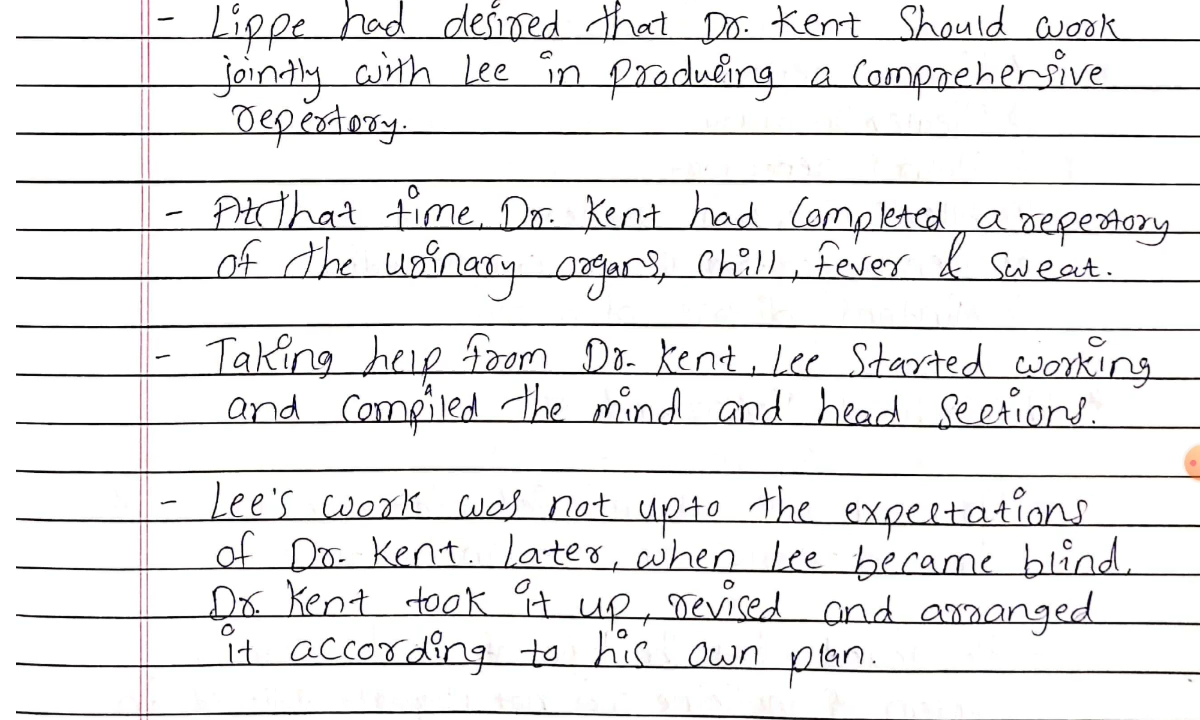 - Lippe had desired that Dr. Kent Should work
jointly with Lee in producing a Comprehensive
repertory.
- At that time, Dr. Kent had Completed a repertory
of the urinary organs, Chill, fever & Sweat.
- Taking help from Dr. Kent, Lee Started working
and Compiled the mind and head Sections.
- Lee's work was not upto the expectations
of Dr. Kent. Later, when Lee became blind,
Dr. Kent took it up, revised and arranged
it according to his own plan.